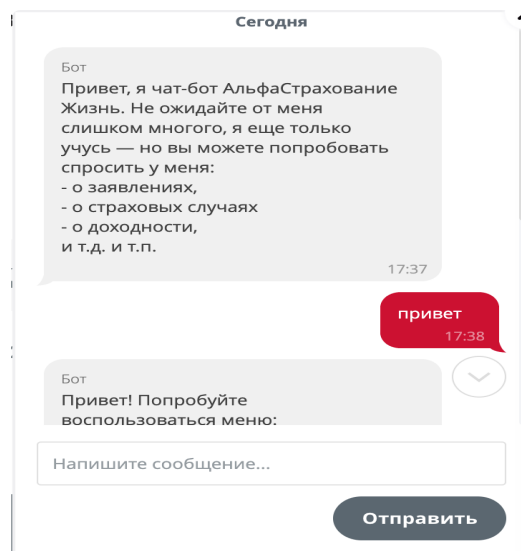 Сегодня
Бот
Привет, я чат-бот АльфаСтрахование
Жизнь. Не ожидайте от меня
слишком многого, я еще только
учусь — но вы можете попробовать
спросить у меня:
- о заявлениях,
- о страховых случаях
- о доходности,
и т.д. и т.п.
17:37
привет
17:38
Бот
Привет! Попробуйте
воспользоваться меню:
Напишите сообщение...
Отправить